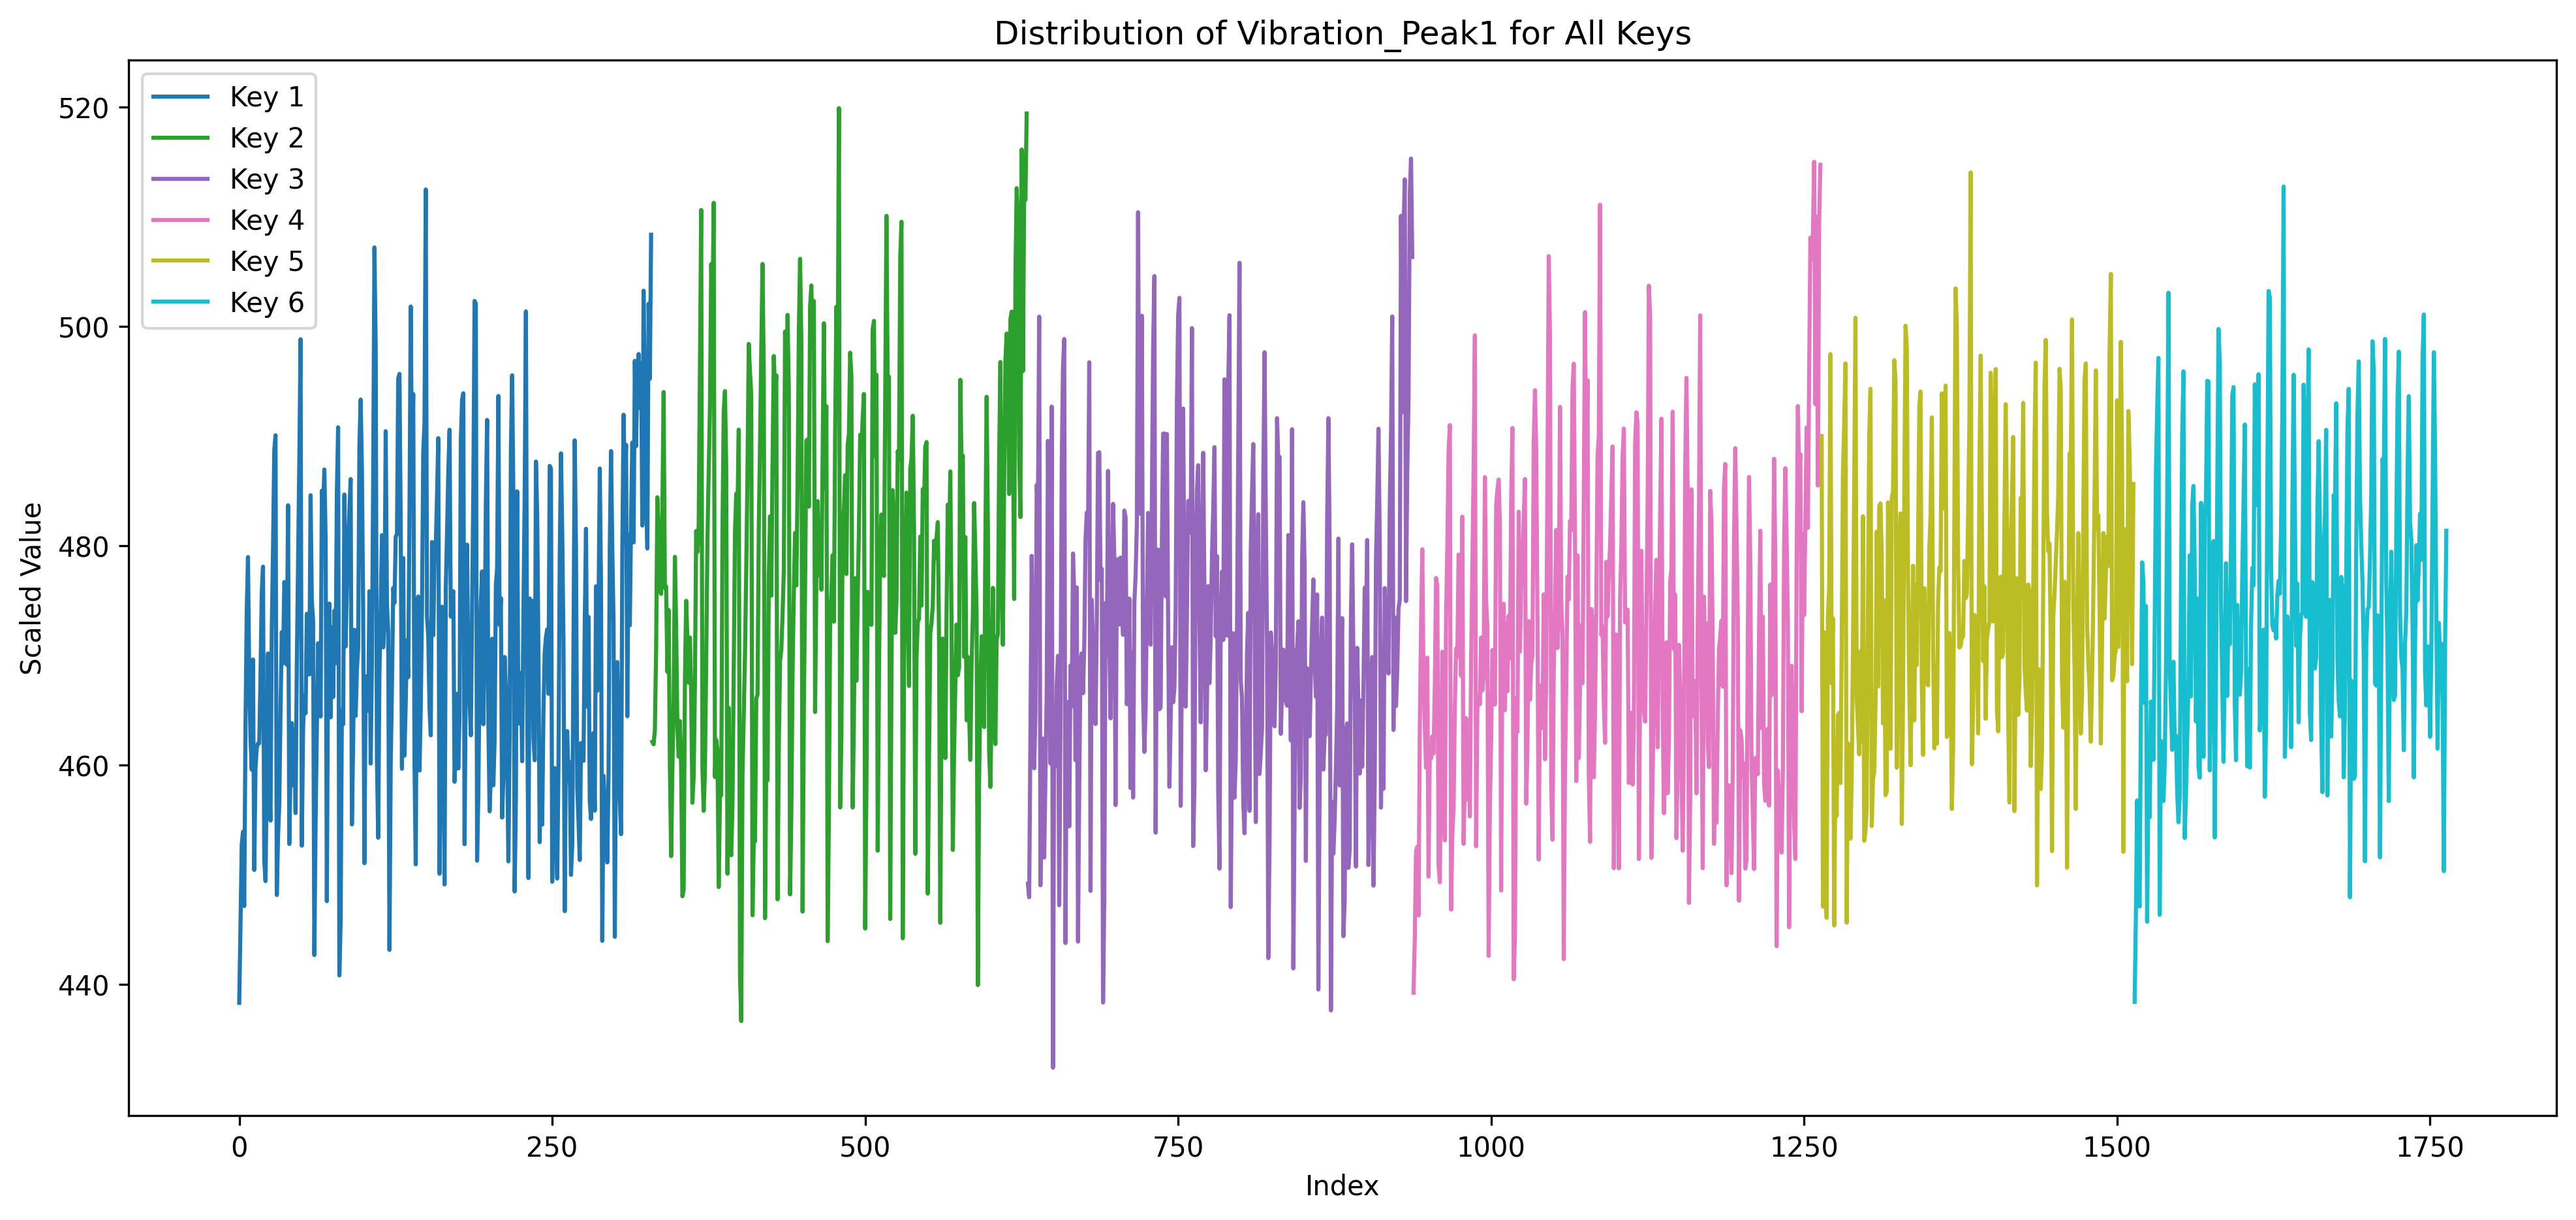 Distribution of Vibration_Peak1 for All Keys
Key 1
Key 2
Key 3
Key 4
Key 5
Key 6
520
500
480
460
440
Scaled Value
0 250 500 750 1000 1250 1500 1750
Index